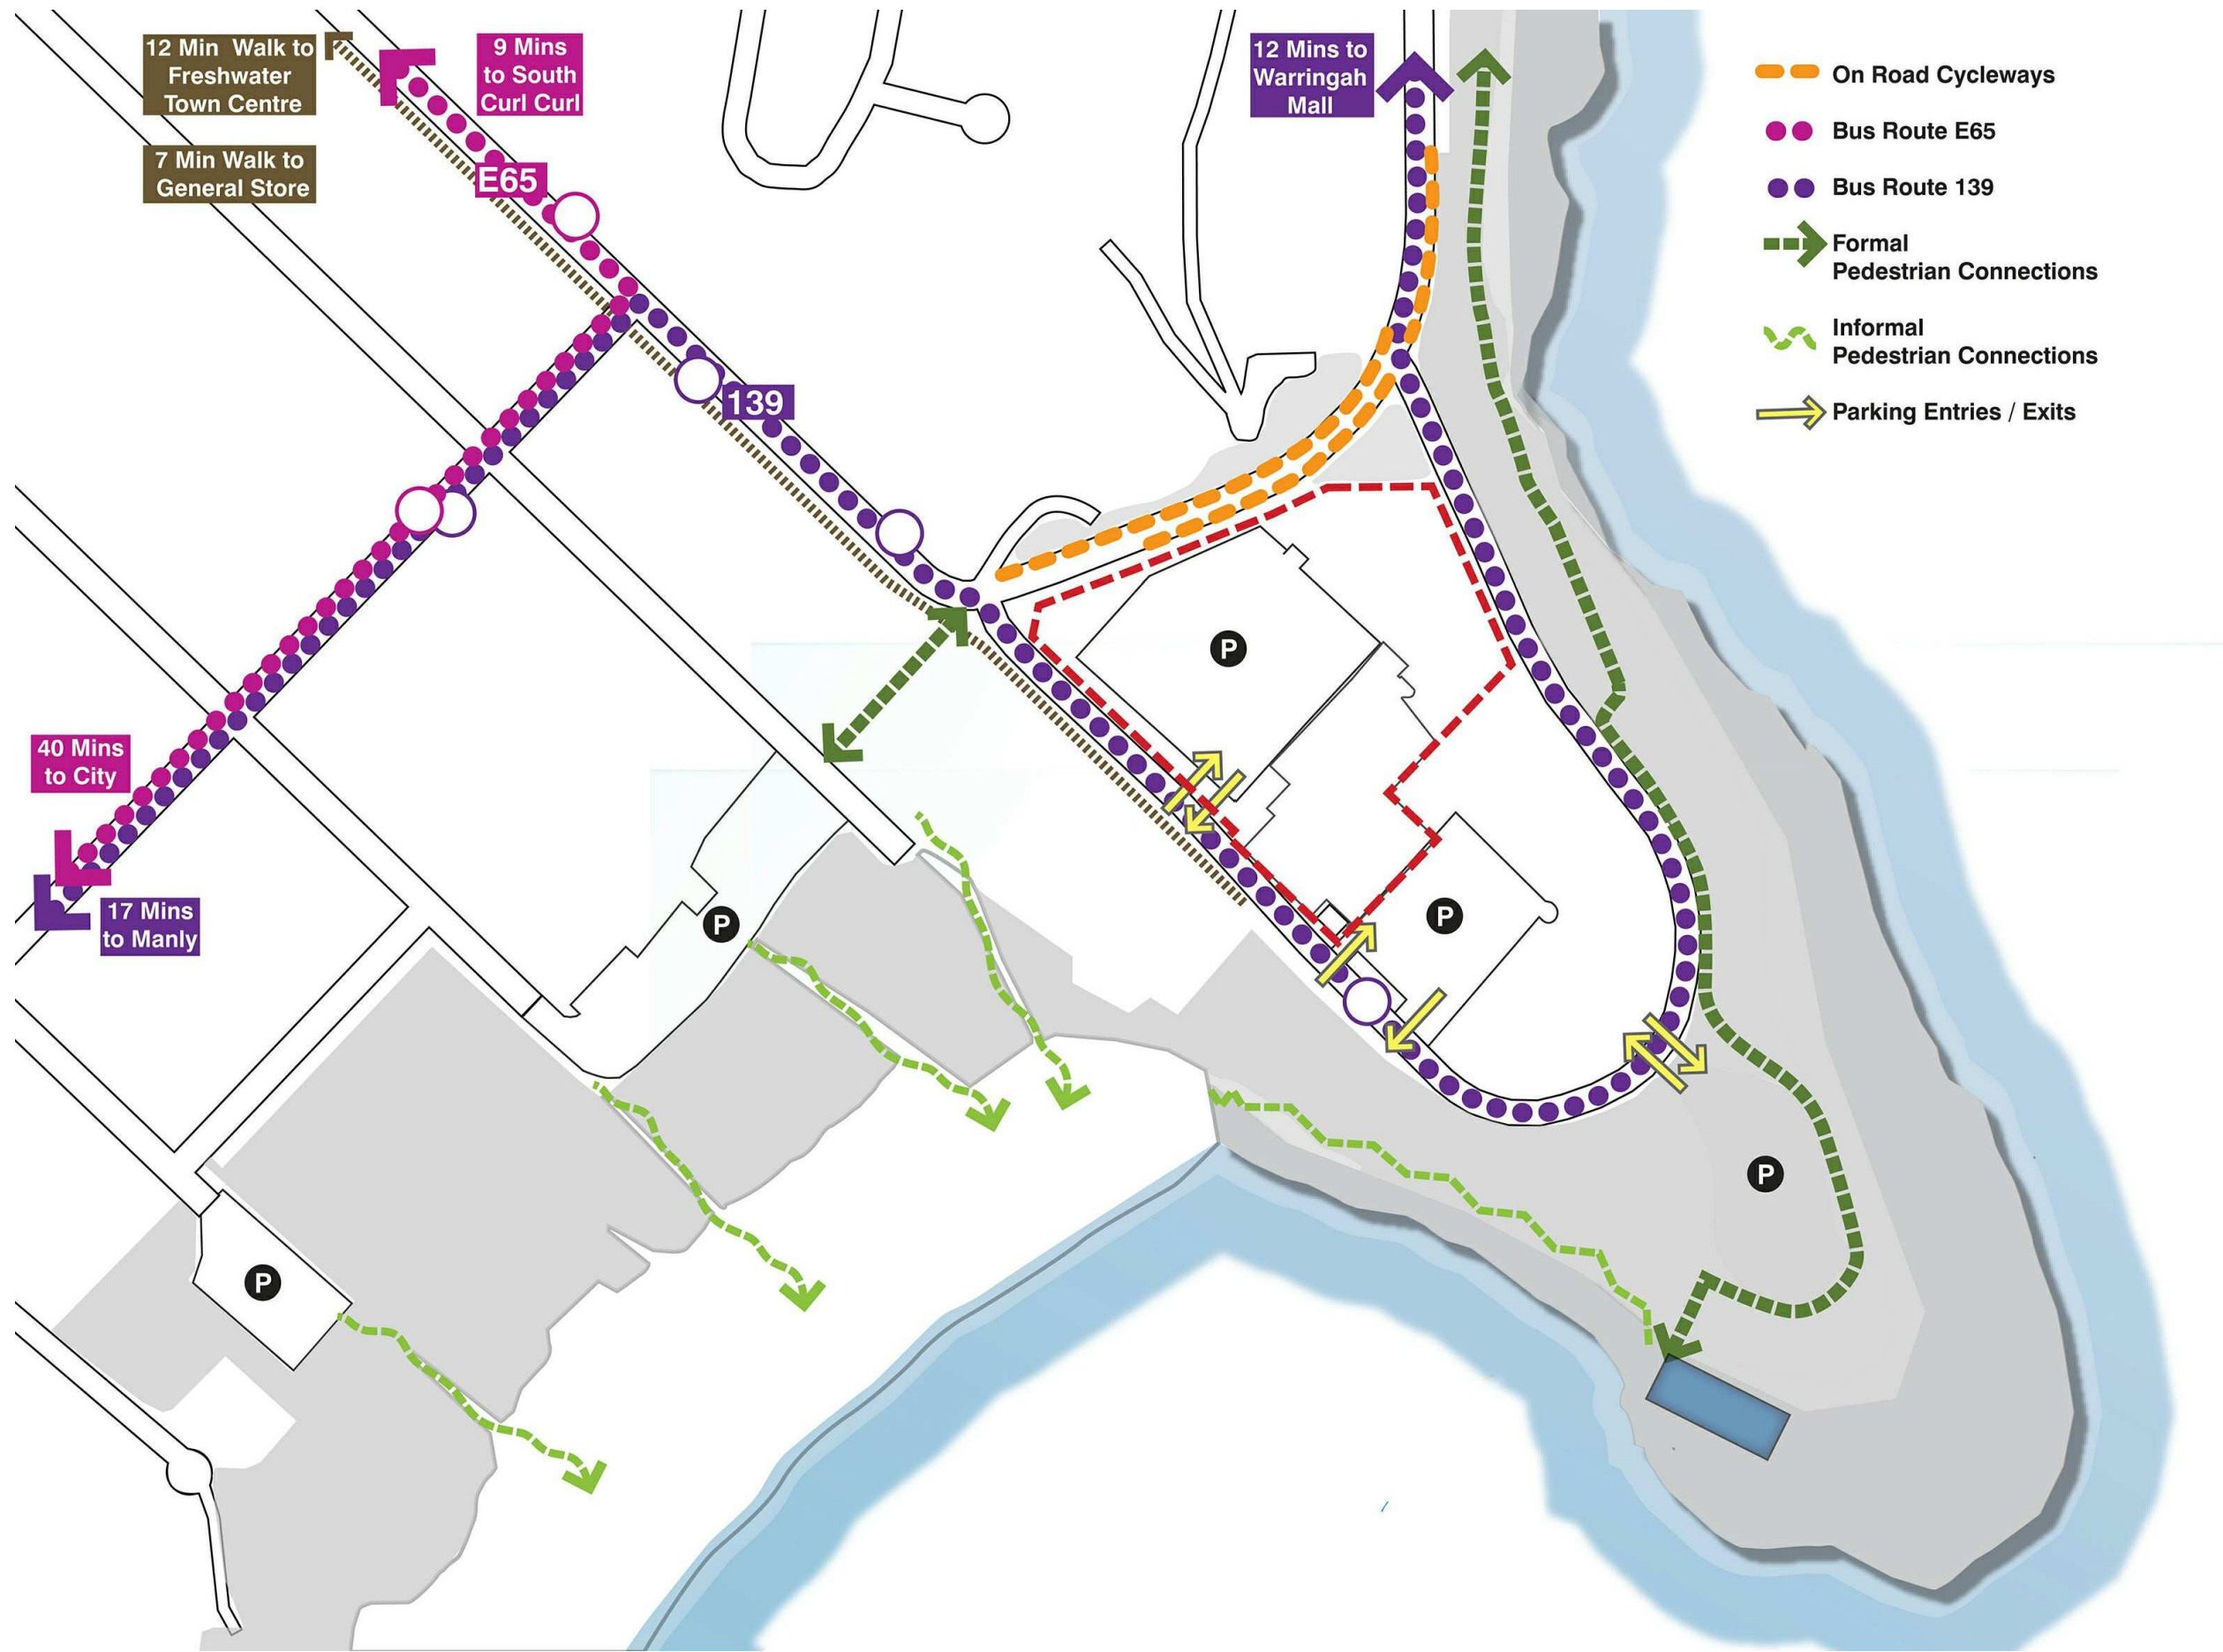 12 Min Walk to
Freshwater
Town Centre
9 Mins
to South
Curl Curl
7 Min Walk to
General Store
E65
139
12 Mins to
Warringah
Mall
On Road Cycleways
Bus Route E65
Bus Route 139
Formal
Pedestrian Connections
Informal
Pedestrian Connections
Parking Entries / Exits
40 Mins
to City
17 Mins
to Manly
P
P
P
P
P